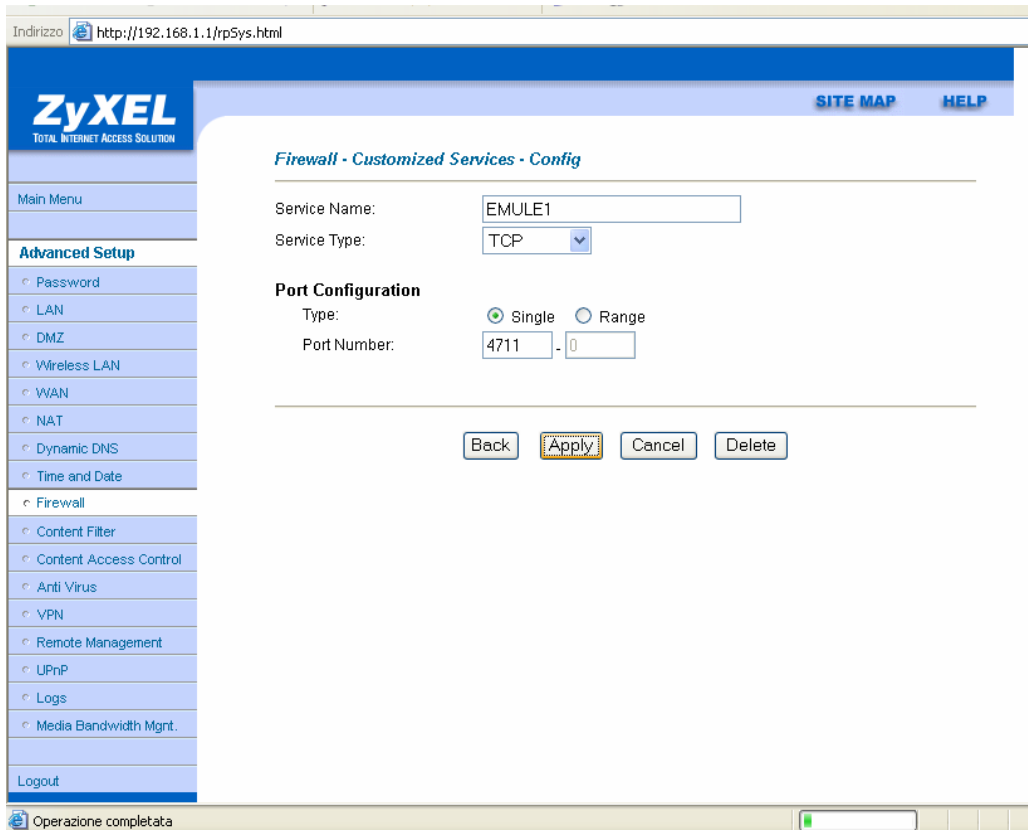 Indirizzo http://192.168.1.1/rpSys.html
ZyXEL
TOTAL INTERNET ACCESS SOLUTION
SITE MAP HELP
Firewall - Customized Services - Config
Main Menu
Service Name: EMULE1
Service Type: TCP
Advanced Setup
Password
Port Configuration
LAN
Type: Single Range
DMZ
Port Number: 4711 - 0
Wireless LAN
WAN
NAT
Dynamic DNS
Back Apply Cancel Delete
Time and Date
Firewall
Content Filter
Content Access Control
Anti Virus
VPN
Remote Management
UPnP
Logs
Media Bandwidth Mgnt.
Logout
Operazione completata